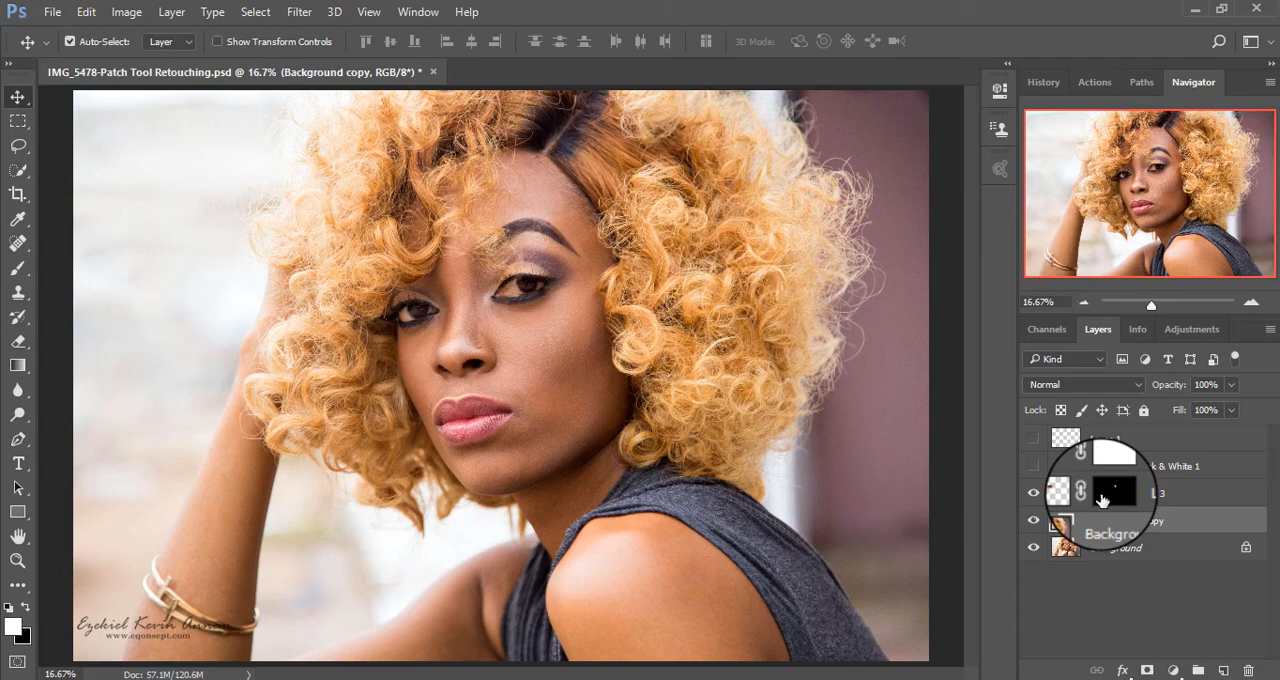 Ps File Edit Image Layer Type Select Filter 3D View Window Help
Auto-Select: Layer Show Transform Controls 3D Mode:
IMG_5478-Patch Tool Retouching.psd @ 16.7% (Background copy, RGB/8*) * ×
History Actions Paths Navigator
16.67%
Channels Layers Info Adjustments
Kind
Normal Opacity: 100%
Lock: Fill: 100%
k & White 1
3
opy
Backgro
ound
Ezekiel Kevin Annan
www.eqonsept.com
16.67% Doc: 57.1M/120.6M